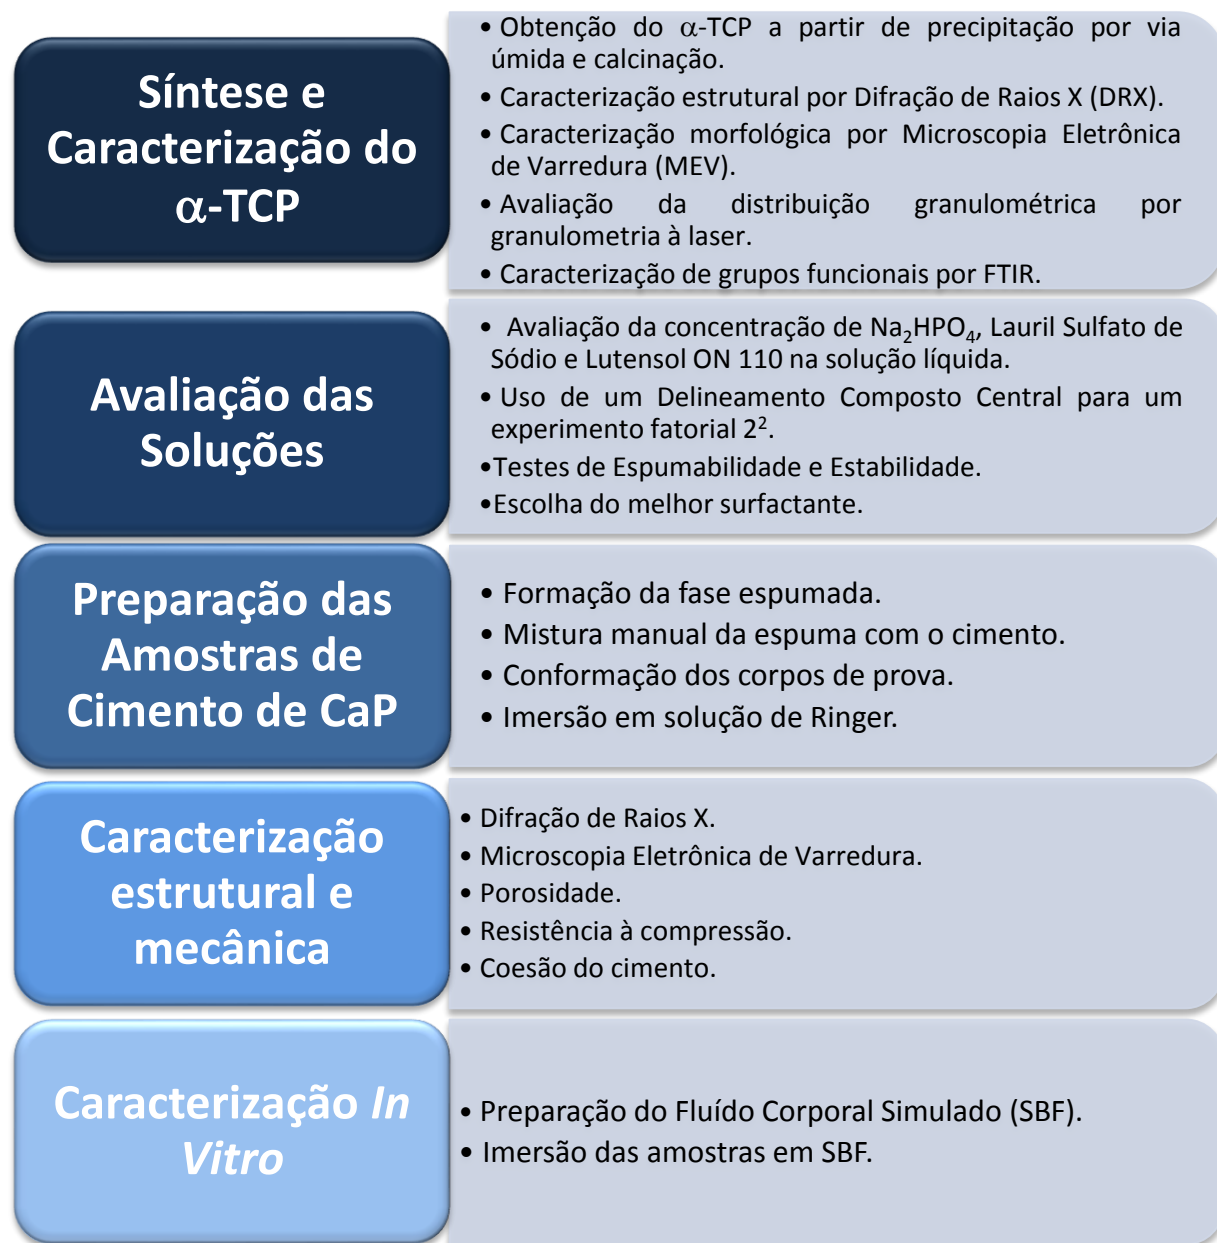 Síntese e
Caracterização do
α-TCP
• Obtenção do α-TCP a partir de precipitação por via
úmida e calcinação.
• Caracterização estrutural por Difração de Raios X (DRX).
• Caracterização morfológica por Microscopia Eletrônica
de Varredura (MEV).
• Avaliação da distribuição granulométrica por
granulometria à laser.
• Caracterização de grupos funcionais por FTIR.
Avaliação das
Soluções
• Avaliação da concentração de Na₂HPO₄, Lauril Sulfato de
Sódio e Lutensol ON 110 na solução líquida.
• Uso de um Delineamento Composto Central para um
experimento fatorial 2².
•Testes de Espumabilidade e Estabilidade.
•Escolha do melhor surfactante.
Preparação das
Amostras de
Cimento de CaP
• Formação da fase espumada.
• Mistura manual da espuma com o cimento.
• Conformação dos corpos de prova.
• Imersão em solução de Ringer.
Caracterização
estrutural e
mecânica
• Difração de Raios X.
• Microscopia Eletrônica de Varredura.
• Porosidade.
• Resistência à compressão.
• Coesão do cimento.
Caracterização In
Vitro
• Preparação do Fluído Corporal Simulado (SBF).
• Imersão das amostras em SBF.